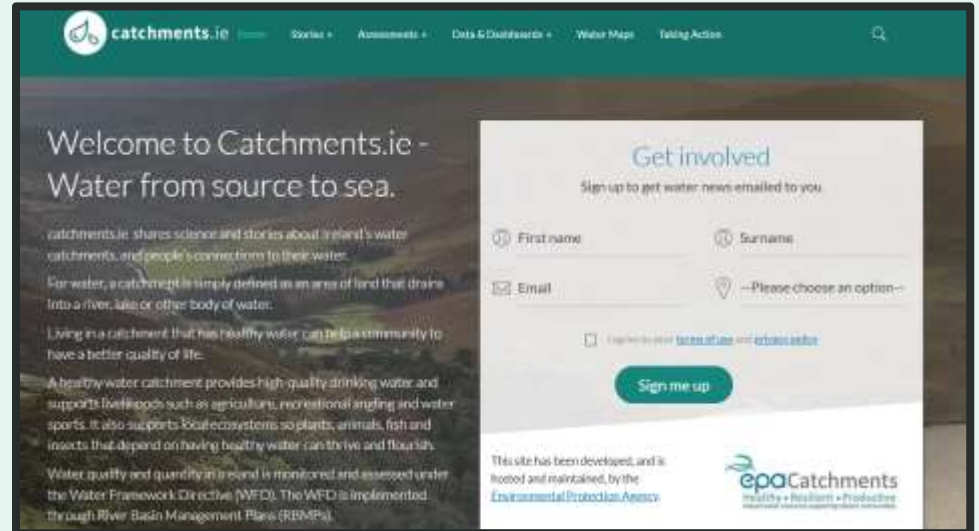 catchments.ie
Home
Stories +
Assessments +
Data & Dashboards +
Water Maps
Taking Action
Welcome to Catchments.ie -
Water from source to sea.
catchments.ie shares science and stories about Ireland's water
catchments, and people's connections to their water.
For water, a catchment is simply defined as an area of land that drains
into a river, lake or other body of water.
Living in a catchment that has healthy water can help a community to
have a better quality of life.
A healthy water catchment provides high-quality drinking water and
supports livelihoods such as agriculture, recreational angling and water
sports. It also supports local ecosystems so plants, animals, fish and
insects that depend on having healthy water can thrive and flourish.
Water quality and quantity in Ireland is monitored and assessed under
the Water Framework Directive (WFD). The WFD is implemented
through River Basin Management Plans (RBMPs).
Get involved
Sign up to get water news emailed to you
First name
Surname
Email
--Please choose an option--
I agree to your terms of use and privacy policy
Sign me up
This site has been developed, and is
hosted and maintained, by the
Environmental Protection Agency.
epaCatchments
Healthy • Resilient • Productive